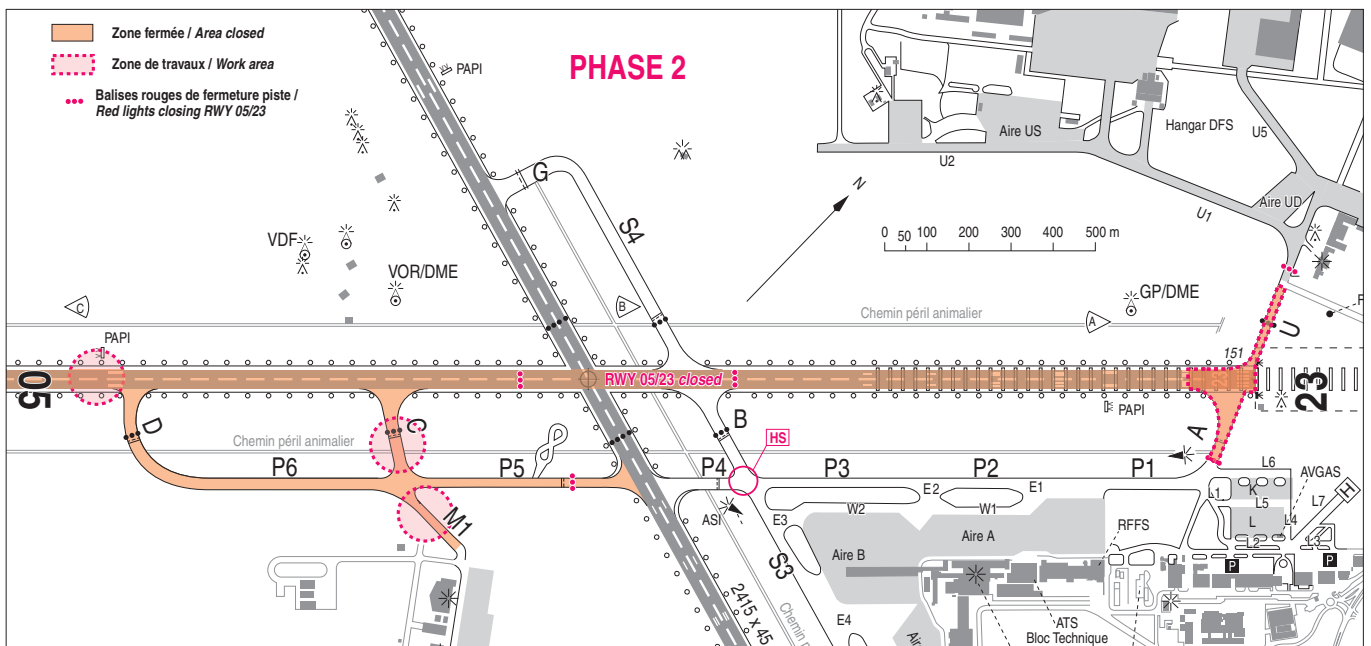 Zone fermée / Area closed
Zone de travaux / Work area
Balises rouges de fermeture piste /
Red lights closing RWY 05/23
PHASE 2
PAPI
Aire US
Hangar DFS
U5
U2
G
N
Aire UD
U1
S4
0 50 100 200 300 400 500 m
VDF
VOR/DME
GP/DME
C
B
A
Chemin péril animalier
U
PAPI
151
05
RWY 05/23 closed
23
23
PAPI
D
C
B
A
HS
Chemin péril animalier
P6
P5
P4
P3
P2
P1
L6
AVGAS
K
L5
L7
H
L1
E2
E1
W2
W1
L
L4
ASI
E3
L2
L3
RFFS
M1
Aire A
Aire B
S3
P
P
2415 x 45
E4
ATS
Bloc Technique